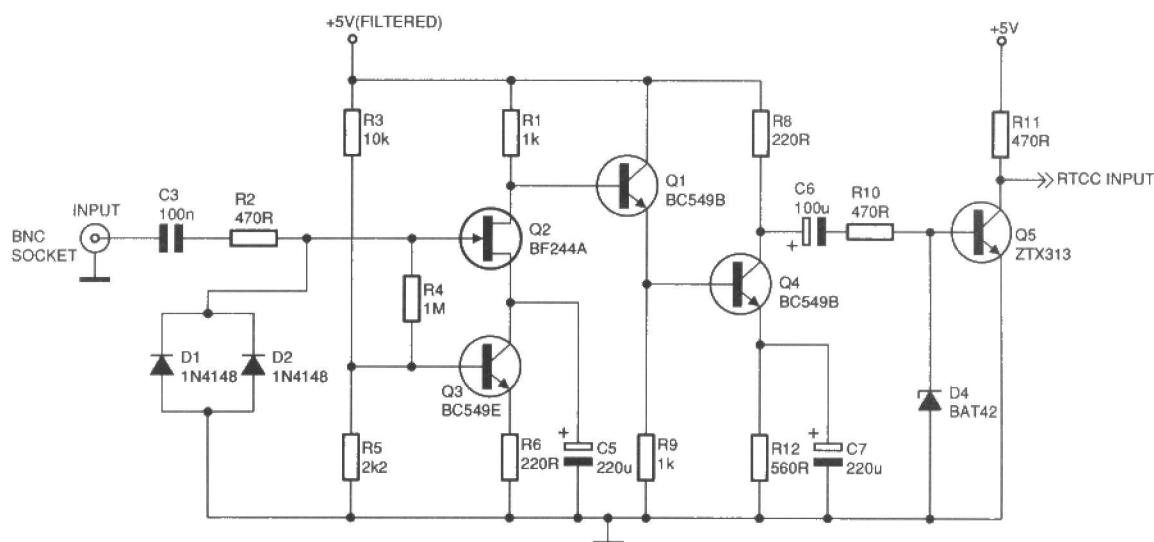 +5V(FILTERED)
+5V
R3
10k
R1
1k
R8
220R
R11
470R
RTCC INPUT
Q1
BC549B
C6
100u
+
R10
470R
Q5
ZTX313
INPUT
BNC
SOCKET
C3
100n
R2
470R
Q2
BF244A
Q4
BC549B
R4
1M
D1
1N4148
D2
1N4148
Q3
BC549E
D4
BAT42
R5
2k2
R6
220R
+
C5
220u
R9
1k
R12
560R
+
C7
220u